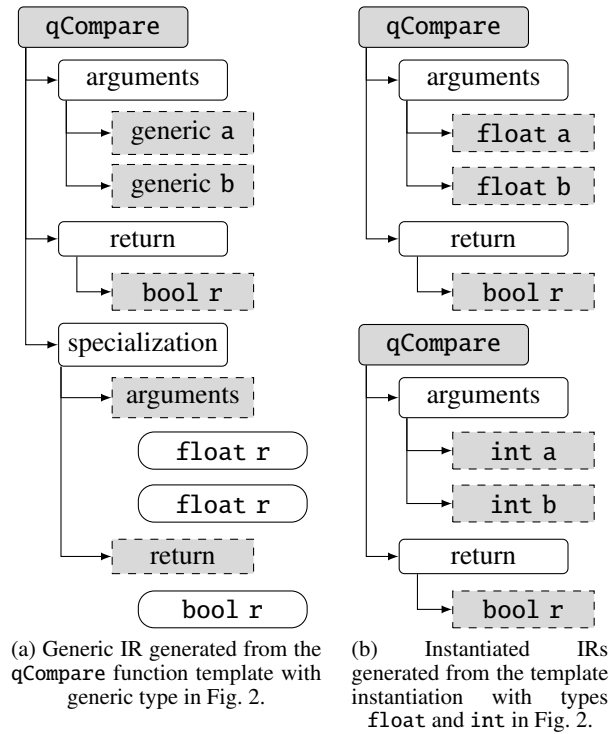 qCompare
arguments
generic a
generic b
return
bool r
specialization
arguments
float r
float r
return
bool r
(a) Generic IR generated from the
qCompare function template with
generic type in Fig. 2.
qCompare
arguments
float a
float b
return
bool r
qCompare
arguments
int a
int b
return
bool r
(b) Instantiated IRs
generated from the template
instantiation with types
float and int in Fig. 2.